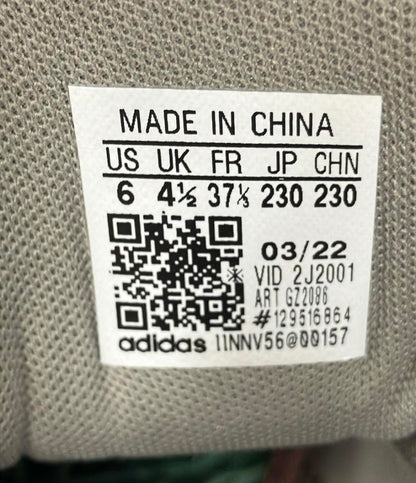 MADE IN CHINA
US UK FR JP CHN
6 4½ 37⅓ 230 230
03/22
VID 2J2001
ART GZ2086
#129516864
adidas 11NNV56@00157